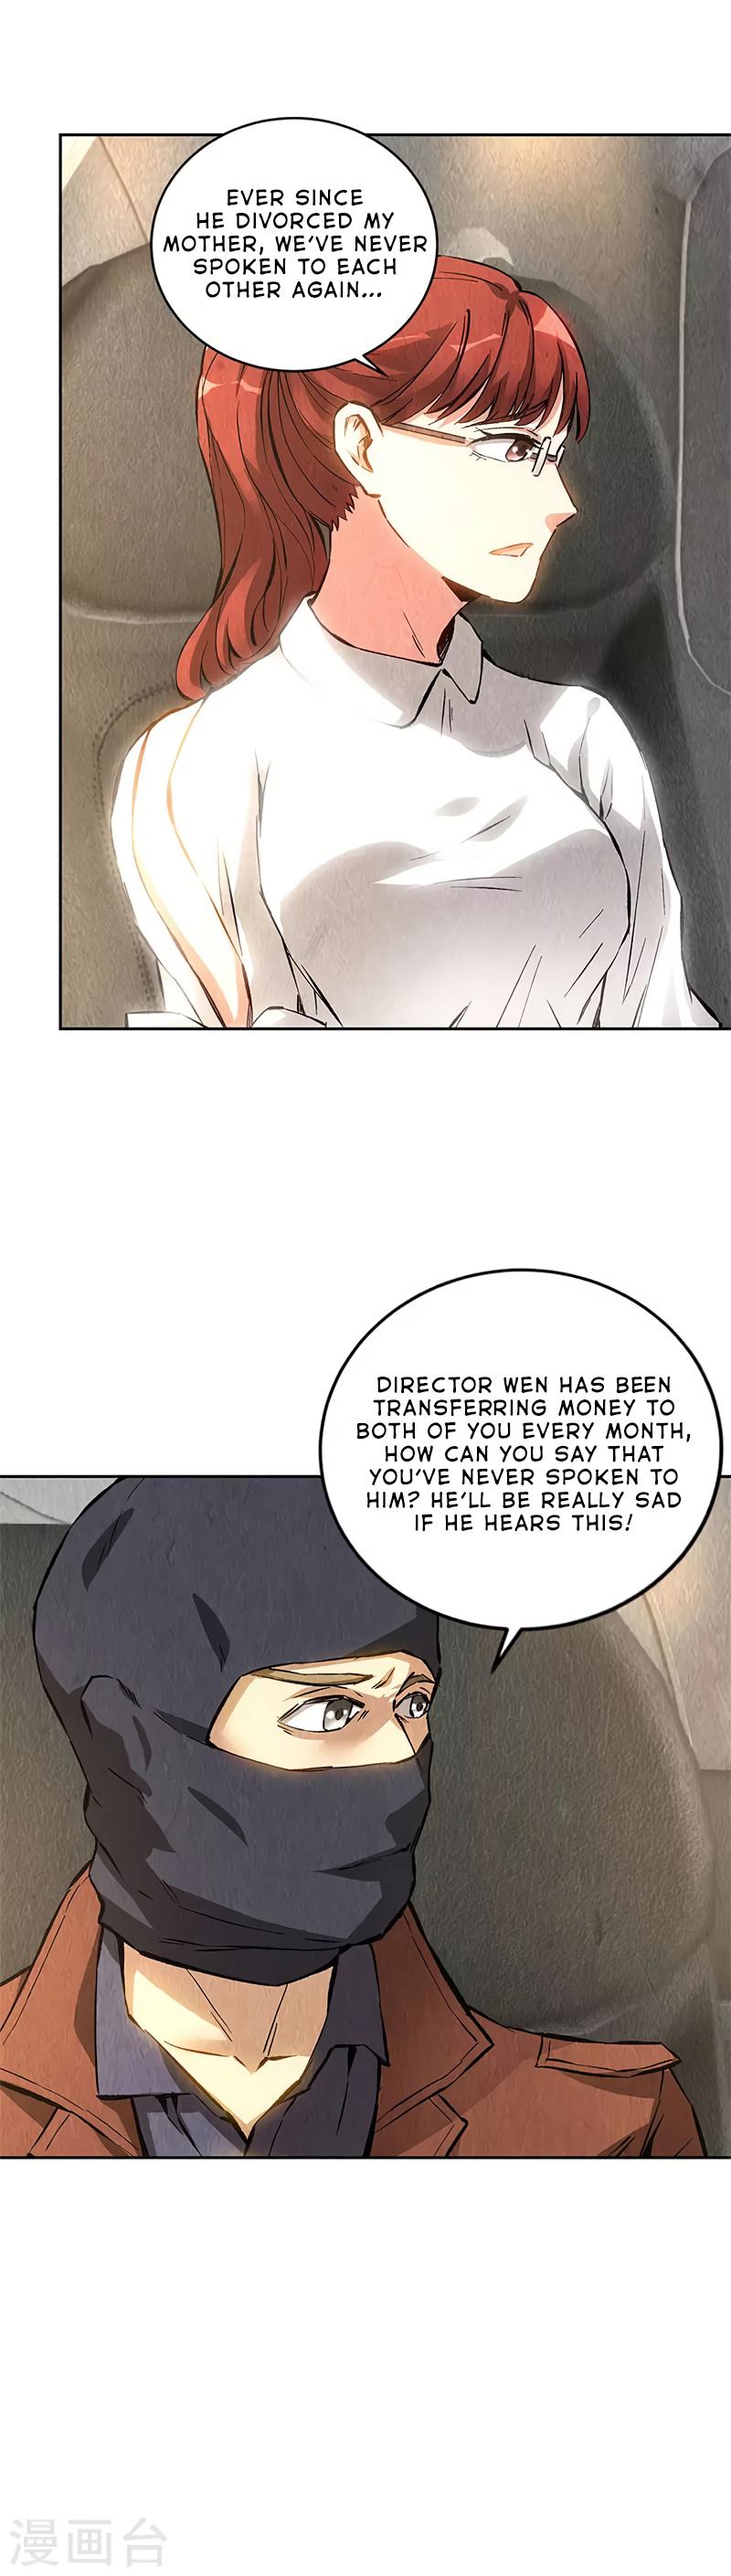 EVER SINCE
HE DIVORCED MY
MOTHER, WE'VE NEVER
SPOKEN TO EACH
OTHER AGAIN...
DIRECTOR WEN HAS BEEN
TRANSFERRING MONEY TO
BOTH OF YOU EVERY MONTH,
HOW CAN YOU SAY THAT
YOU'VE NEVER SPOKEN TO
HIM? HE'LL BE REALLY SAD
IF HE HEARS THIS!
漫画台